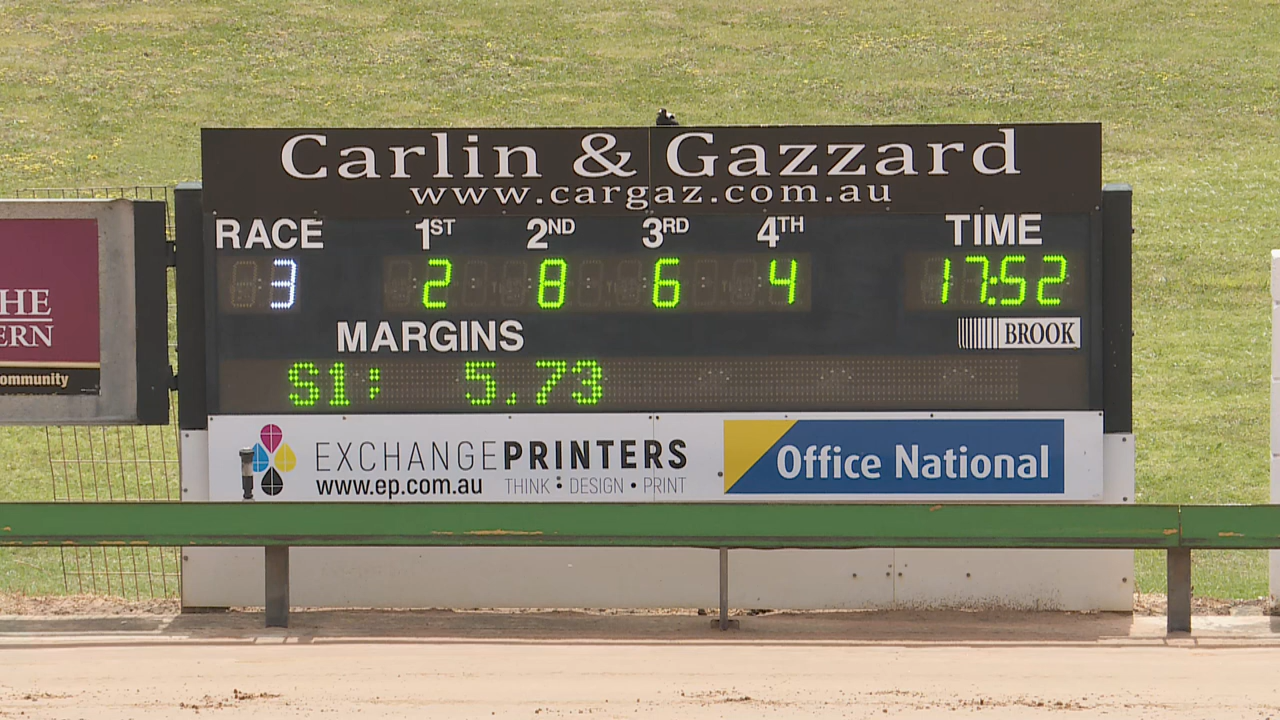 Carlin & Gazzard
www.cargaz.com.au
RACE 1ST 2ND 3RD 4TH TIME
3 2 8 6 4 17.52
MARGINS
BROOK
S1: 5.73
HE
ERN
ommunity
EXCHANGEPRINTERS
www.ep.com.au THINK • DESIGN • PRINT
Office National